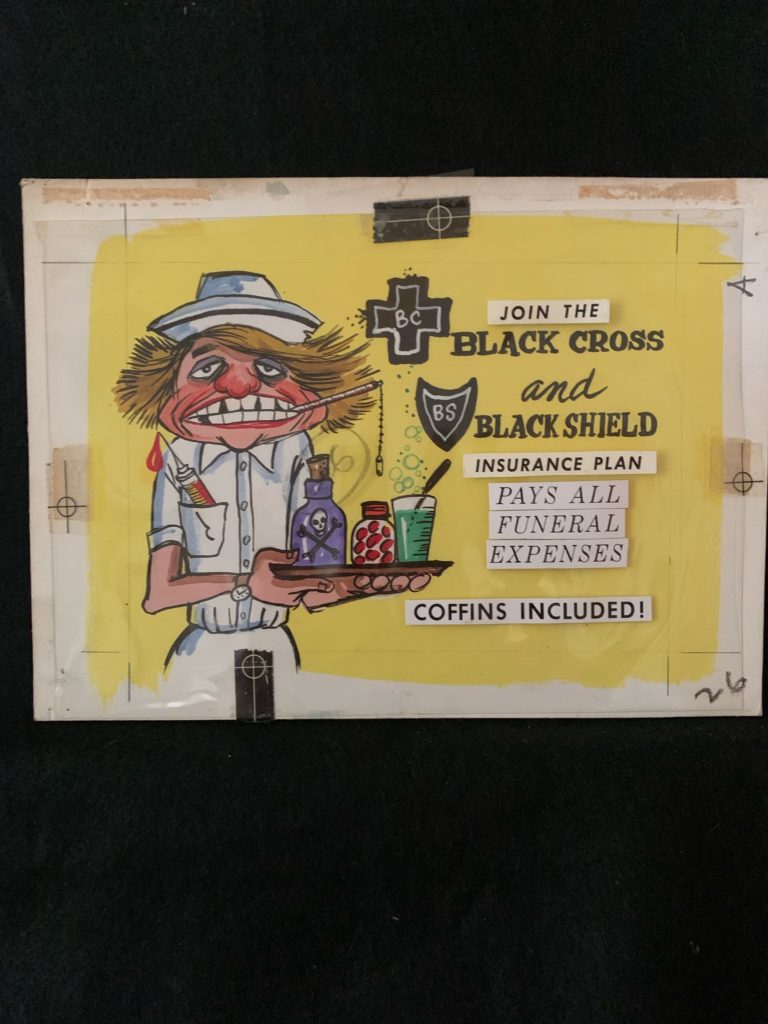 BC
JOIN THE
BLACK CROSS
and
BS
BLACK SHIELD
INSURANCE PLAN
PAYS ALL
FUNERAL
EXPENSES
COFFINS INCLUDED!
A
26